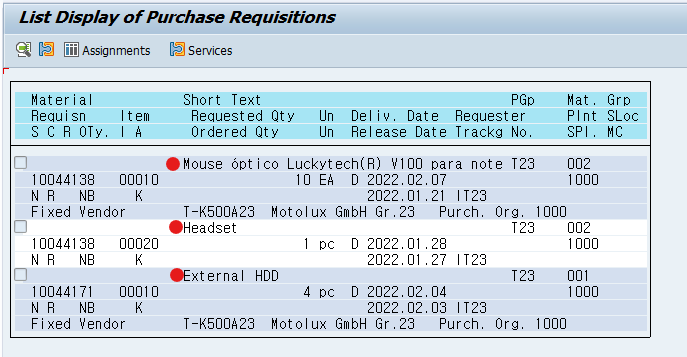 List Display of Purchase Requisitions
Assignments Services
Material Short Text PGp Mat. Grp
Requisn Item Requested Qty Un Deliv. Date Requester Plnt SLoc
S C R OTy. I A Ordered Qty Un Release Date Trackg No. SPl. MC
Mouse óptico Luckytech(R) V100 para note T23 002
10044138 00010 10 EA D 2022.02.07 1000
N R NB K 2022.01.21 IT23
Fixed Vendor T-K500A23 Motolux GmbH Gr.23 Purch. Org. 1000
Headset T23 002
10044138 00020 1 pc D 2022.01.28 1000
N R NB K 2022.01.27 IT23
External HDD T23 001
10044171 00010 4 pc D 2022.02.04 1000
N R NB K 2022.02.03 IT23
Fixed Vendor T-K500A23 Motolux GmbH Gr.23 Purch. Org. 1000